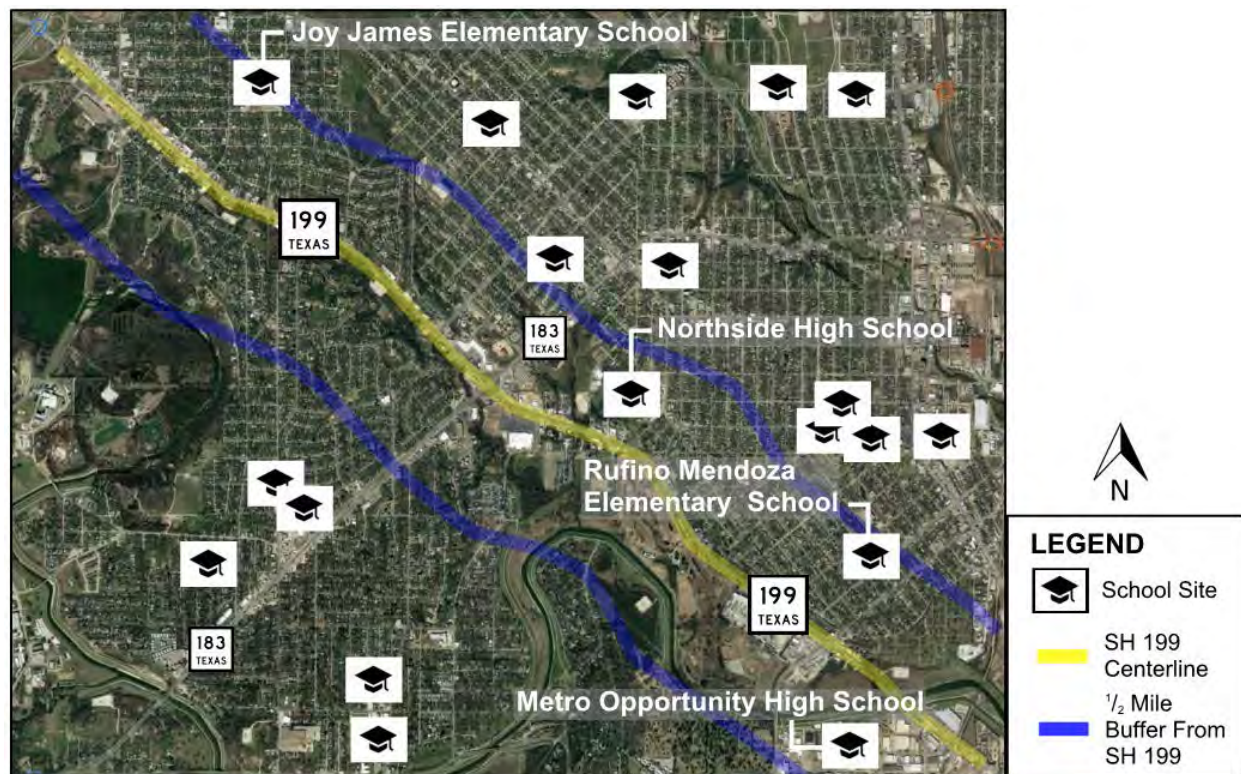 Joy James Elementary School
199
TEXAS
183
TEXAS
Northside High School
Rufino Mendoza
Elementary School
N
199
TEXAS
183
TEXAS
Metro Opportunity High School
LEGEND
School Site
SH 199
Centerline
1/2 Mile
Buffer From
SH 199